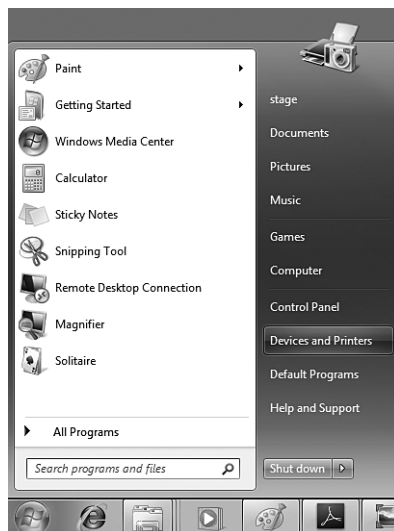 Paint
Getting Started
Windows Media Center
Calculator
Sticky Notes
Snipping Tool
Remote Desktop Connection
Magnifier
Solitaire
All Programs
Search programs and files
stage
Documents
Pictures
Music
Games
Computer
Control Panel
Devices and Printers
Default Programs
Help and Support
Shut down